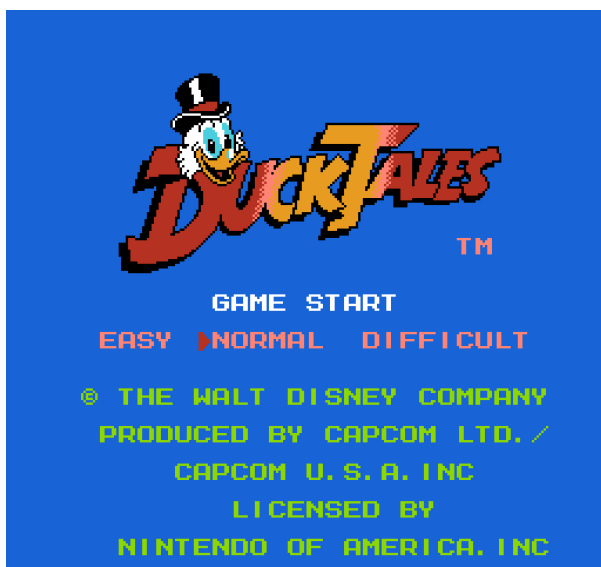 DUCKTALES
TM
GAME START
EASY NORMAL DIFFICULT
© THE WALT DISNEY COMPANY
PRODUCED BY CAPCOM LTD./
CAPCOM U.S.A.INC
LICENSED BY
NINTENDO OF AMERICA.INC